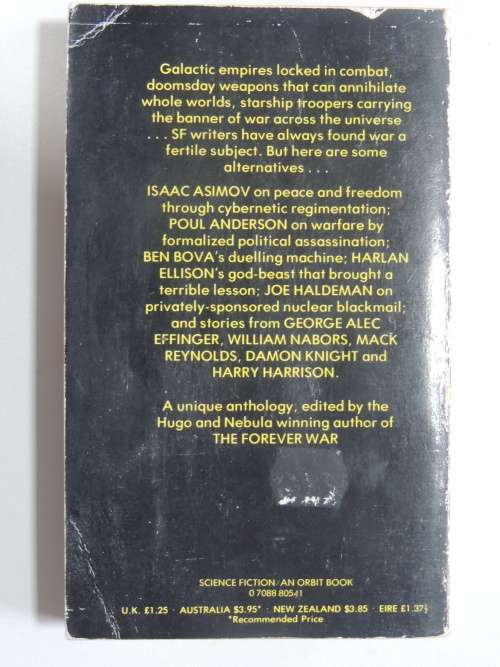 Galactic empires locked in combat,
doomsday weapons that can annihilate
whole worlds, starship troopers carrying
the banner of war across the universe
... SF writers have always found war a
fertile subject. But here are some
alternatives ...
ISAAC ASIMOV on peace and freedom
through cybernetic regimentation;
POUL ANDERSON on warfare by
formalized political assassination;
BEN BOVA's duelling machine; HARLAN
ELLISON's god-beast that brought a
terrible lesson; JOE HALDEMAN on
privately-sponsored nuclear blackmail;
and stories from GEORGE ALEC
EFFINGER, WILLIAM NABORS, MACK
REYNOLDS, DAMON KNIGHT and
HARRY HARRISON.
A unique anthology, edited by the
Hugo and Nebula winning author of
THE FOREVER WAR
SCIENCE FICTION/AN ORBIT BOOK
0 7088 8054 1
U.K. £1.25 · AUSTRALIA $3.95* · NEW ZEALAND $3.85 · EIRE £1.37½
*Recommended Price